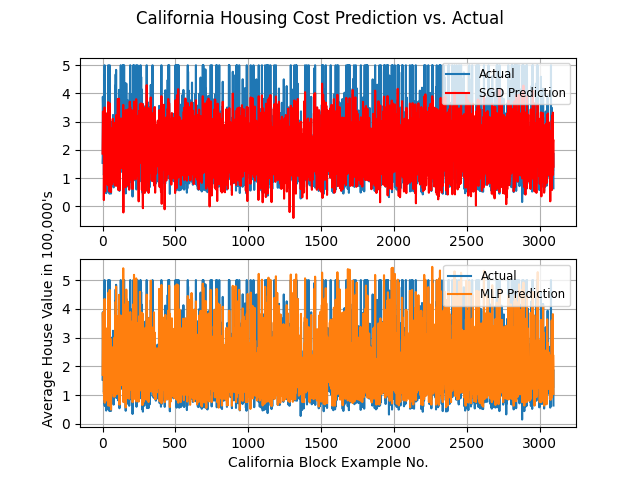 California Housing Cost Prediction vs. Actual
5
4
3
2
1
0
Actual
SGD Prediction
0 500 1000 1500 2000 2500 3000
Average House Value in 100,000's
5
4
3
2
1
0
Actual
MLP Prediction
0 500 1000 1500 2000 2500 3000
California Block Example No.